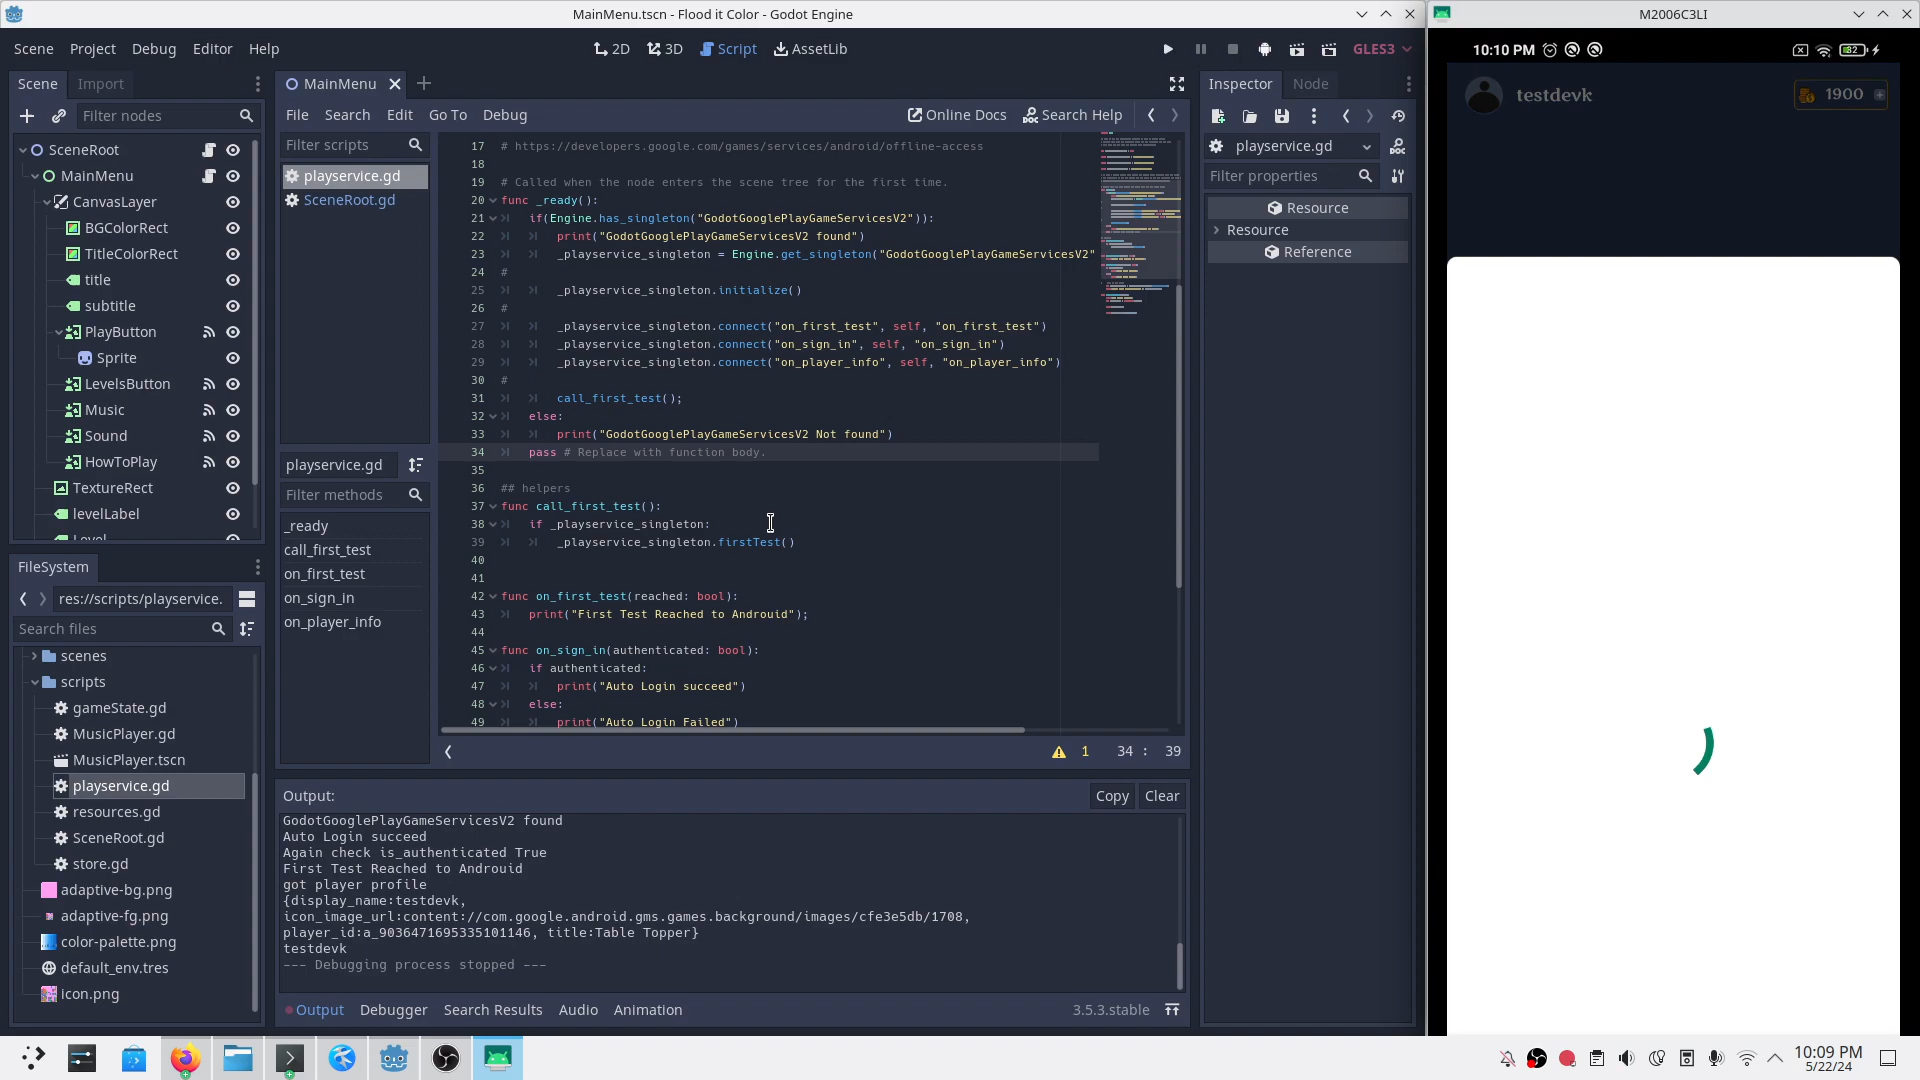 MainMenu.tscn - Flood it Color - Godot Engine
M2006C3LI
Scene Project Debug Editor Help
2D 3D Script AssetLib
GLES3
10:10 PM
82
testdevk
1900
Scene Import
MainMenu
Inspector Node
Filter nodes
File Search Edit Go To Debug
Online Docs Search Help
SceneRoot
MainMenu
CanvasLayer
BGColorRect
TitleColorRect
title
subtitle
PlayButton
Sprite
LevelsButton
Music
Sound
HowToPlay
TextureRect
levelLabel
Level
Filter scripts
playservice.gd
SceneRoot.gd
playservice.gd
Filter methods
_ready
call_first_test
on_first_test
on_sign_in
on_player_info
17 # https://developers.google.com/games/services/android/offline-access
18
19 # Called when the node enters the scene tree for the first time.
20 func _ready():
21 if(Engine.has_singleton("GodotGooglePlayGameServicesV2")):
22 print("GodotGooglePlayGameServicesV2 found")
23 _playservice_singleton = Engine.get_singleton("GodotGooglePlayGameServicesV2"
24 #
25 _playservice_singleton.initialize()
26 #
27 _playservice_singleton.connect("on_first_test", self, "on_first_test")
28 _playservice_singleton.connect("on_sign_in", self, "on_sign_in")
29 _playservice_singleton.connect("on_player_info", self, "on_player_info")
30 #
31 call_first_test();
32 else:
33 print("GodotGooglePlayGameServicesV2 Not found")
34 pass # Replace with function body.
35
36 ## helpers
37 func call_first_test():
38 if _playservice_singleton:
39 _playservice_singleton.firstTest()
40
41
42 func on_first_test(reached: bool):
43 print("First Test Reached to Androuid");
44
45 func on_sign_in(authenticated: bool):
46 if authenticated:
47 print("Auto Login succeed")
48 else:
49 print("Auto Login Failed")
1 34 : 39
playservice.gd
Filter properties
Resource
Resource
Reference
FileSystem
res://scripts/playservice.
Search files
scenes
scripts
gameState.gd
MusicPlayer.gd
MusicPlayer.tscn
playservice.gd
resources.gd
SceneRoot.gd
store.gd
adaptive-bg.png
adaptive-fg.png
color-palette.png
default_env.tres
icon.png
Output:
Copy Clear
GodotGooglePlayGameServicesV2 found
Auto Login succeed
Again check is_authenticated True
First Test Reached to Androuid
got player profile
{display_name:testdevk,
icon_image_url:content://com.google.android.gms.games.background/images/cfe3e5db/1708,
player_id:a_9036471695335101146, title:Table Topper}
testdevk
--- Debugging process stopped ---
Output Debugger Search Results Audio Animation
3.5.3.stable
10:09 PM
5/22/24